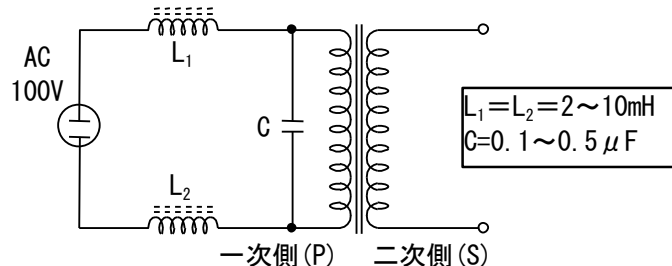 AC
100V
L₁
C
L₂
一次側(P)
二次側(S)
L₁＝L₂＝2～10mH
C=0.1～0.5μF